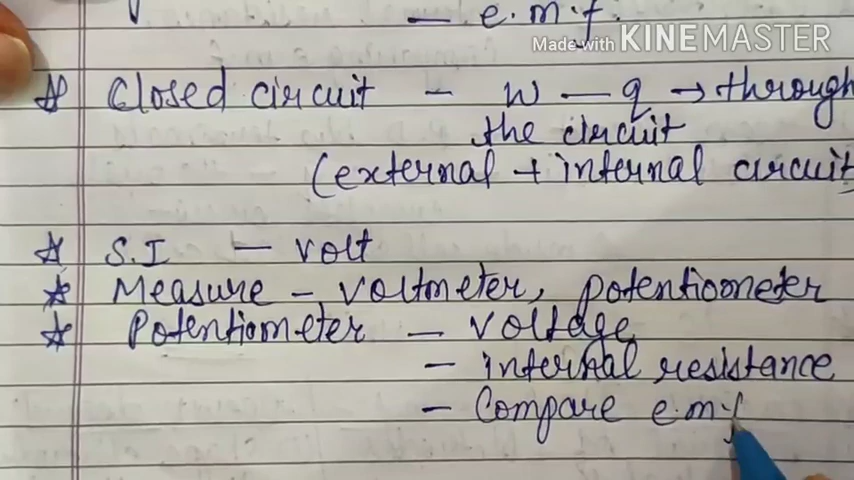 — e.m.f.
Made with KINEMASTER
☆ Closed circuit - W — q → through
the circuit
(external + internal circuit
☆ S.I — volt
☆ Measure - voltmeter, potentiometer
☆ Potentiometer - voltage
- internal resistance
- Compare e.m.f